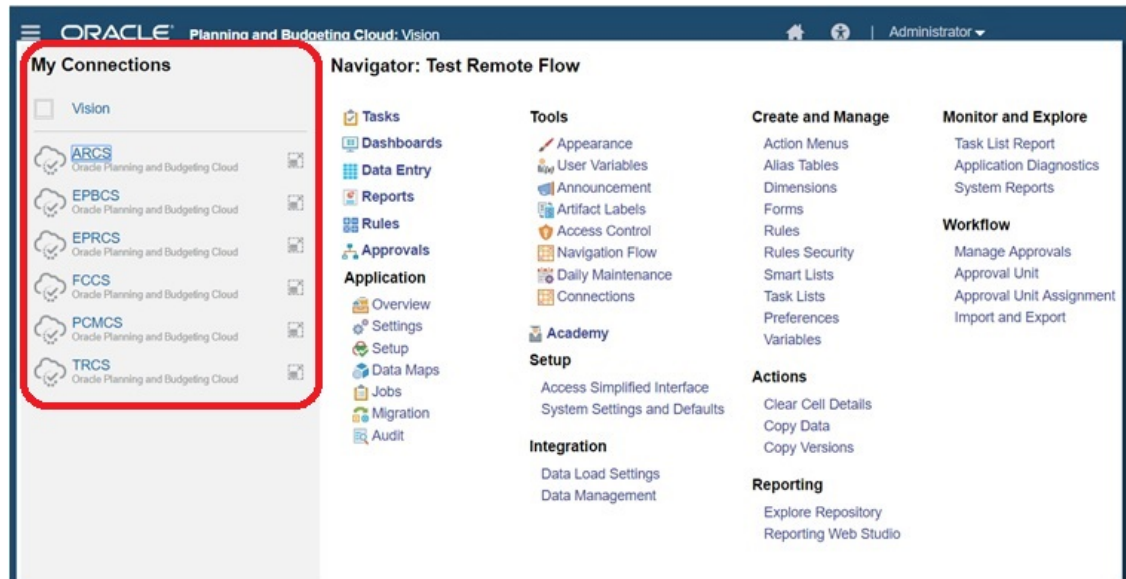 ORACLE® Planning and Budgeting Cloud: Vision
Administrator
My Connections
Vision
ARCS
Oracle Planning and Budgeting Cloud
EPBCS
Oracle Planning and Budgeting Cloud
EPRCS
Oracle Planning and Budgeting Cloud
FCCS
Oracle Planning and Budgeting Cloud
PCMCS
Oracle Planning and Budgeting Cloud
TRCS
Oracle Planning and Budgeting Cloud
Navigator: Test Remote Flow
Tasks
Dashboards
Data Entry
Reports
Rules
Approvals
Application
Overview
Settings
Setup
Data Maps
Jobs
Migration
Audit
Tools
Appearance
User Variables
Announcement
Artifact Labels
Access Control
Navigation Flow
Daily Maintenance
Connections
Academy
Setup
Access Simplified Interface
System Settings and Defaults
Integration
Data Load Settings
Data Management
Create and Manage
Action Menus
Alias Tables
Dimensions
Forms
Rules
Rules Security
Smart Lists
Task Lists
Preferences
Variables
Actions
Clear Cell Details
Copy Data
Copy Versions
Reporting
Explore Repository
Reporting Web Studio
Monitor and Explore
Task List Report
Application Diagnostics
System Reports
Workflow
Manage Approvals
Approval Unit
Approval Unit Assignment
Import and Export